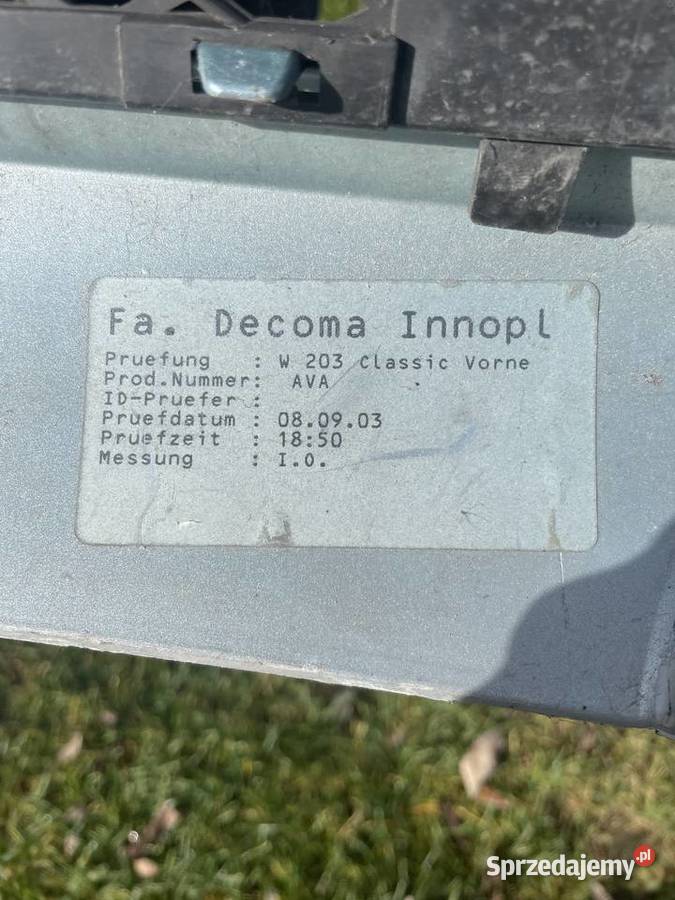 Fa. Decoma Innopl
Pruefung : W 203 Classic Vorne
Prod.Nummer: AVA
ID-Pruefer :
Pruefdatum : 08.09.03
Pruefzeit : 18:50
Messung : I.O.
Sprzedajemy.pl